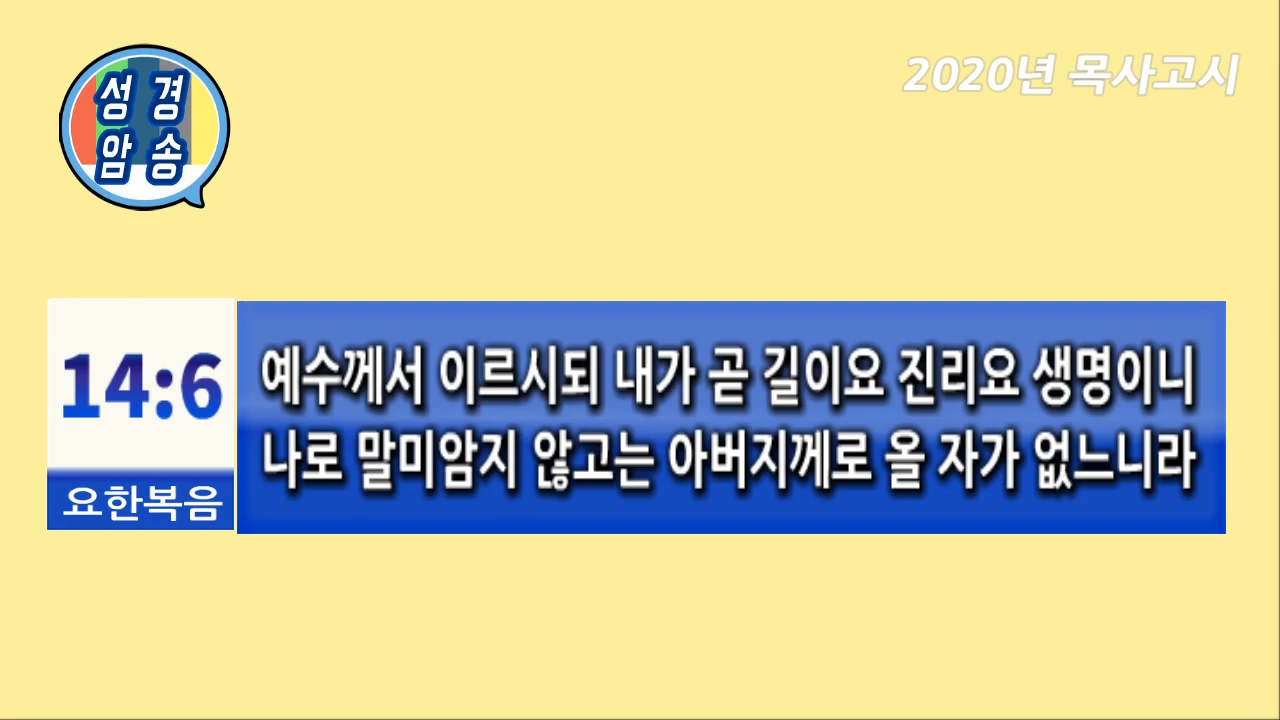 성경
암송
2020년 목사고시
14:6
요한복음
예수께서 이르시되 내가 곧 길이요 진리요 생명이니
나로 말미암지 않고는 아버지께로 올 자가 없느니라